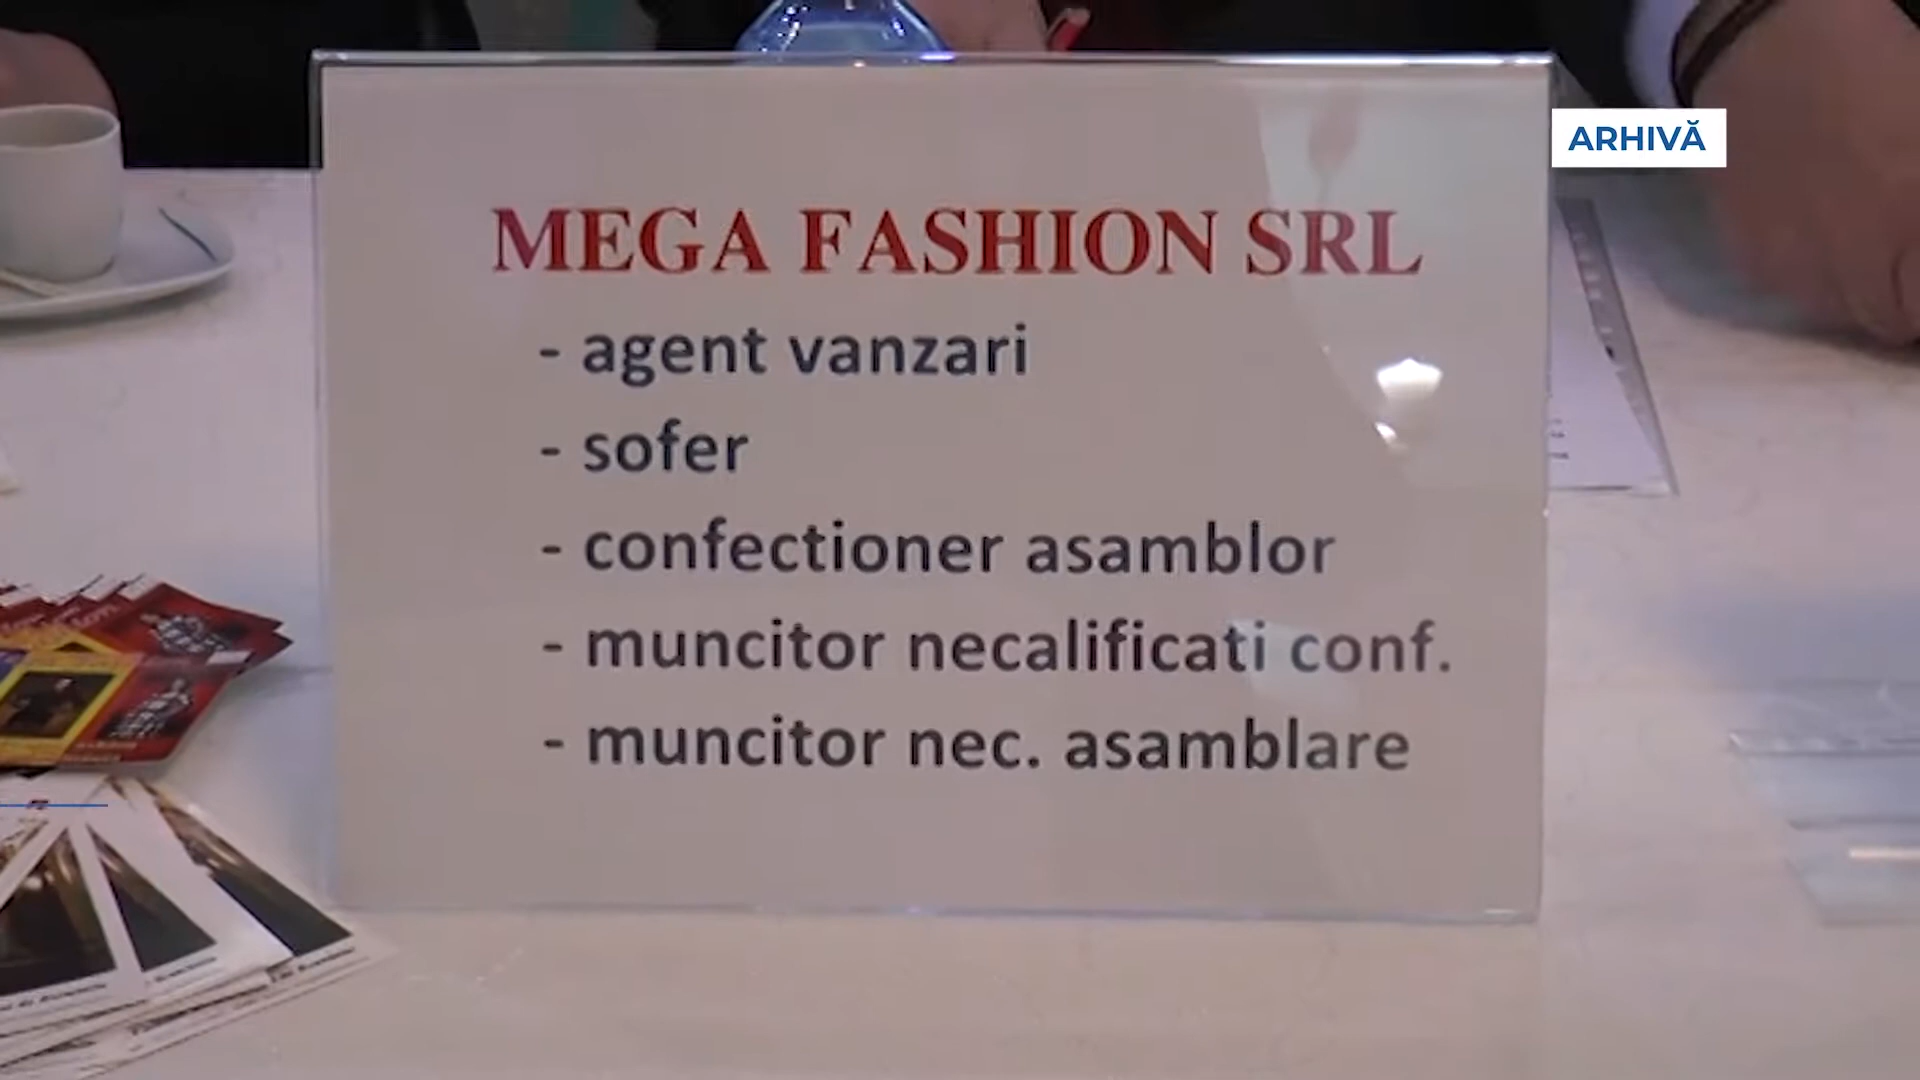 ARHIVĂ
MEGA FASHION SRL
- agent vanzari
- sofer
- confectioner asamblor
- muncitor necalificati conf.
- muncitor nec. asamblare